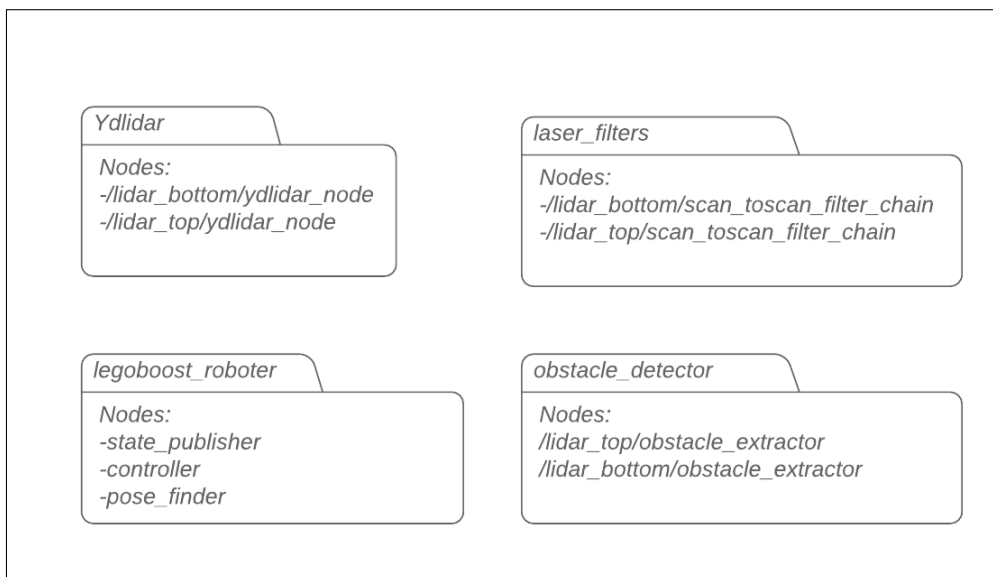 Ydlidar
Nodes:
-/lidar_bottom/ydlidar_node
-/lidar_top/ydlidar_node
laser_filters
Nodes:
-/lidar_bottom/scan_toscan_filter_chain
-/lidar_top/scan_toscan_filter_chain
legoboost_roboter
Nodes:
-state_publisher
-controller
-pose_finder
obstacle_detector
Nodes:
/lidar_top/obstacle_extractor
/lidar_bottom/obstacle_extractor